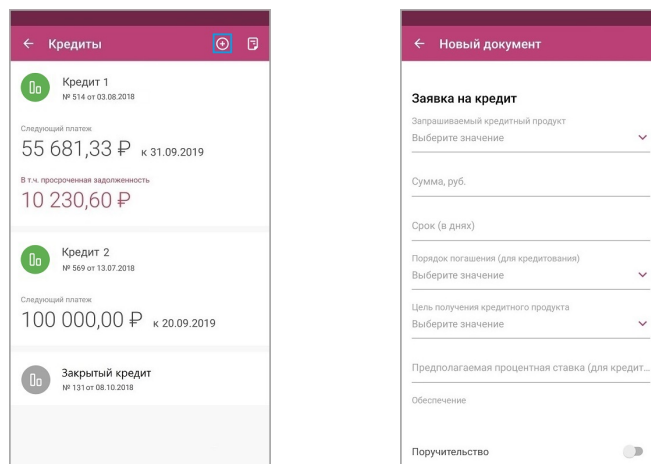 Кредиты
Кредит 1
№ 514 от 03.08.2018
Следующий платеж
55 681,33 ₽ к 31.09.2019
В т.ч. просроченная задолженность
10 230,60 ₽
Кредит 2
№ 569 от 13.07.2018
Следующий платеж
100 000,00 ₽ к 20.09.2019
Закрытый кредит
№ 131 от 08.10.2018
Новый документ
Заявка на кредит
Запрашиваемый кредитный продукт
Выберите значение
Сумма, руб.
Срок (в днях)
Порядок погашения (для кредитования)
Выберите значение
Цель получения кредитного продукта
Выберите значение
Предполагаемая процентная ставка (для кредит...
Обеспечение
Поручительство